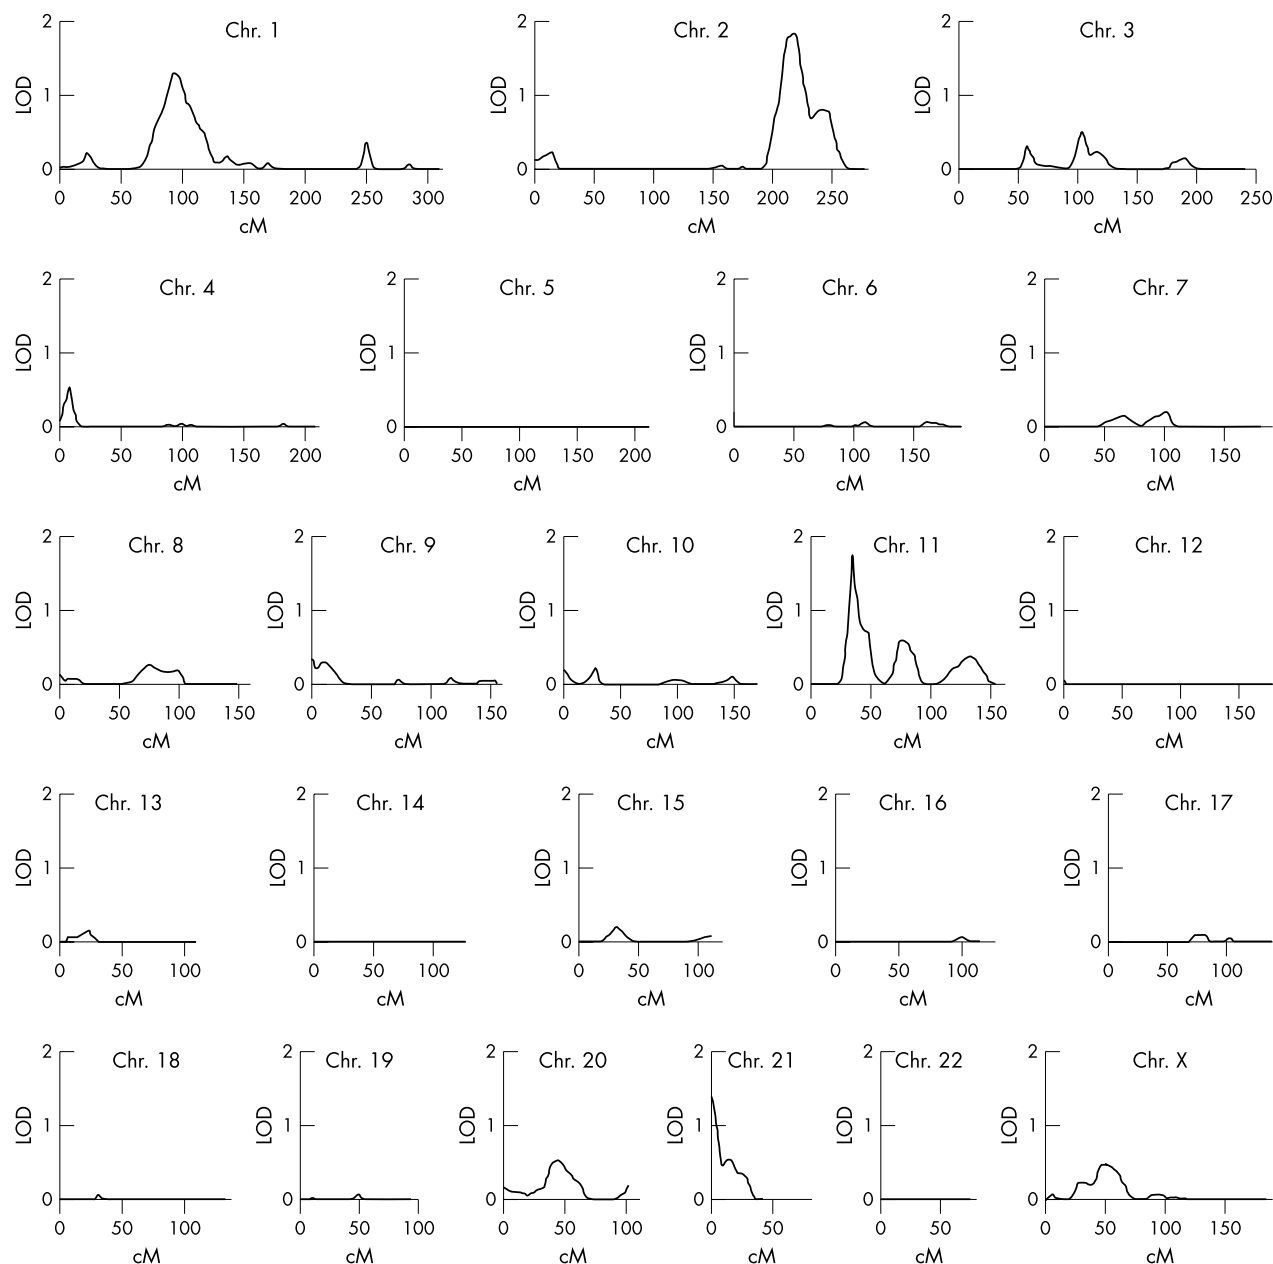 2 Chr. 1 2 Chr. 2 2 Chr. 3
LOD 1 LOD 1 LOD 1
0 0 0
0 50 100 150 200 250 300 0 50 100 150 200 250 0 50 100 150 200 250
cM cM cM
2 Chr. 4 2 Chr. 5 2 Chr. 6 2 Chr. 7
LOD 1 LOD 1 LOD 1 LOD 1
0 0 0 0
0 50 100 150 200 0 50 100 150 200 0 50 100 150 0 50 100 150
cM cM cM cM
2 Chr. 8 2 Chr. 9 2 Chr. 10 2 Chr. 11 2 Chr. 12
LOD 1 LOD 1 LOD 1 LOD 1 LOD 1
0 0 0 0 0
0 50 100 150 0 50 100 150 0 50 100 150 0 50 100 150 0 50 100 150
cM cM cM cM cM
2 Chr. 13 2 Chr. 14 2 Chr. 15 2 Chr. 16 2 Chr. 17
LOD 1 LOD 1 LOD 1 LOD 1 LOD 1
0 0 0 0 0
0 50 100 0 50 100 0 50 100 0 50 100 0 50 100
cM cM cM cM cM
2 Chr. 18 2 Chr. 19 2 Chr. 20 2 Chr. 21 2 Chr. 22 2 Chr. X
LOD 1 LOD 1 LOD 1 LOD 1 LOD 1 LOD 1
0 0 0 0 0 0
0 50 100 0 50 100 0 50 100 0 50 0 50 0 50 100 150
cM cM cM cM cM cM